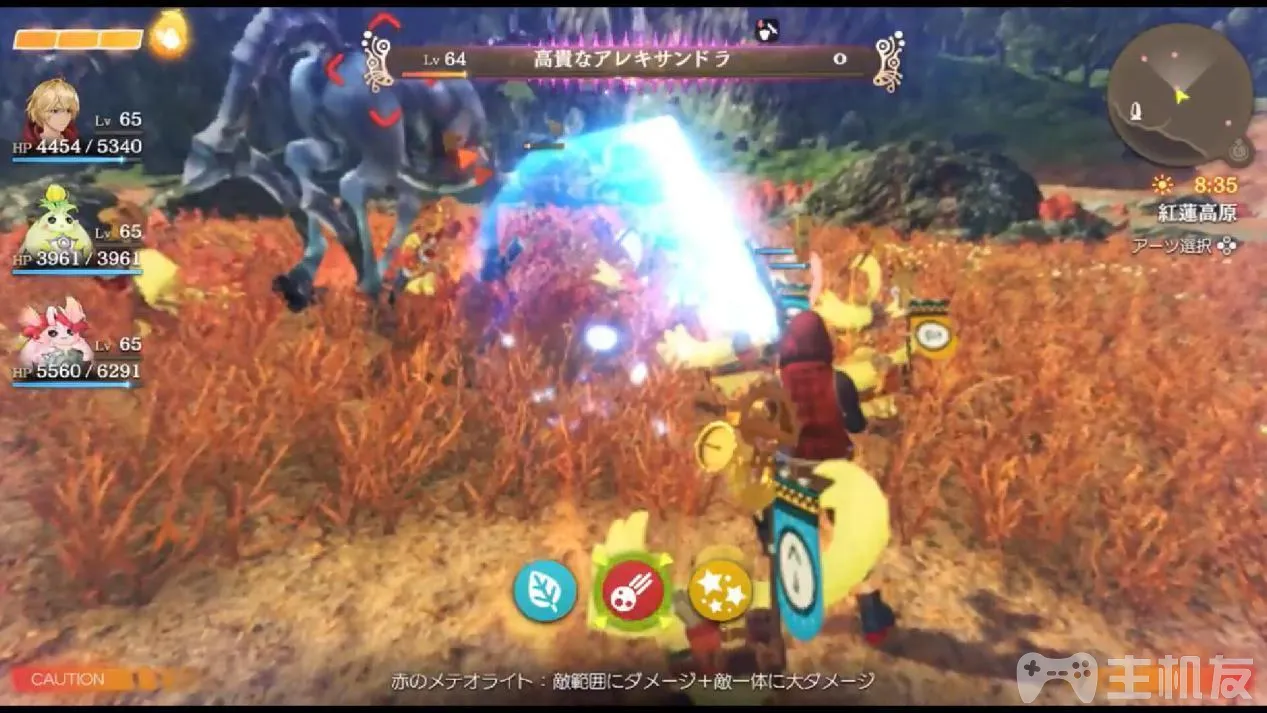 Lv 64 高貴なアレキサンドラ
Lv 65
HP 4454 / 5340
Lv 65
HP 3961 / 3961
Lv 65
HP 5560 / 6291
8:35
紅蓮高原
アーツ選択
CAUTION
赤のメテオライト：敵範囲にダメージ＋敵一体に大ダメージ
主机友